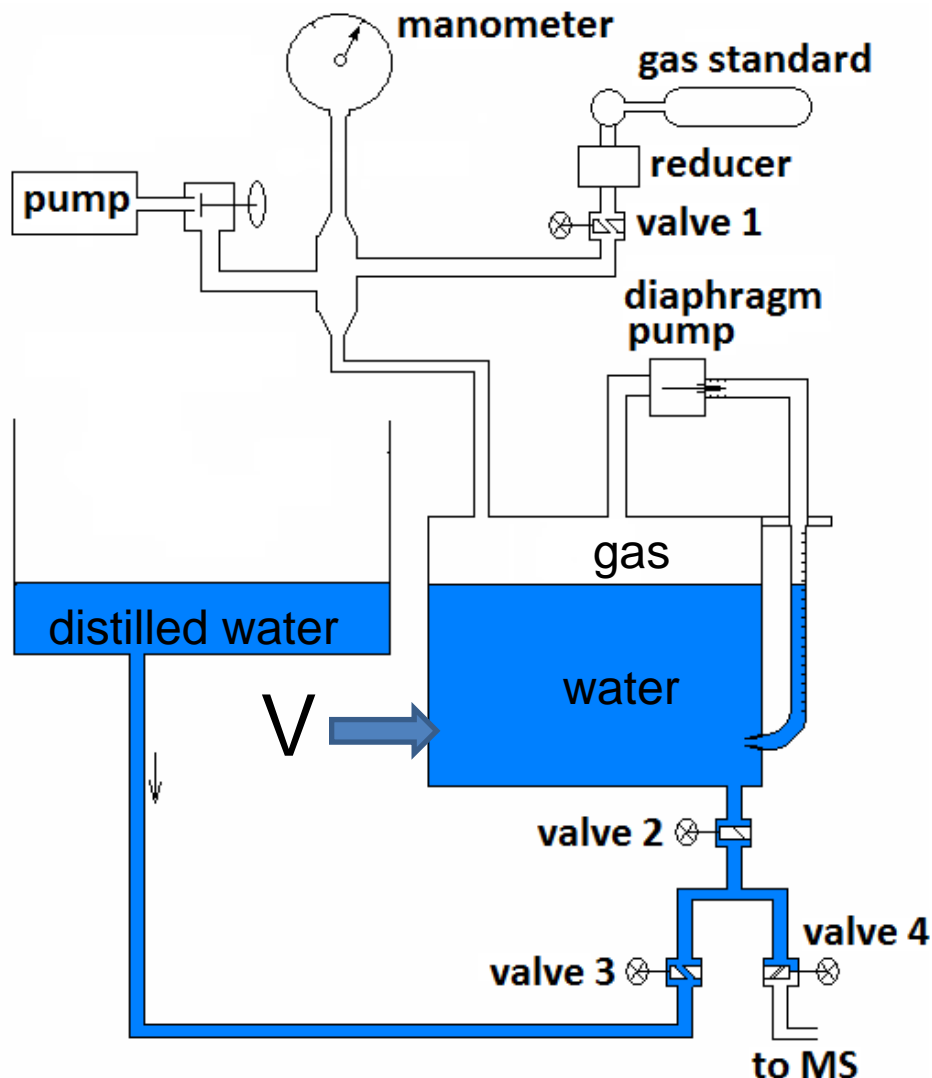 manometer
gas standard
reducer
pump
valve 1
diaphragm
pump
gas
distilled water
water
V
valve 2
valve 4
valve 3
to MS